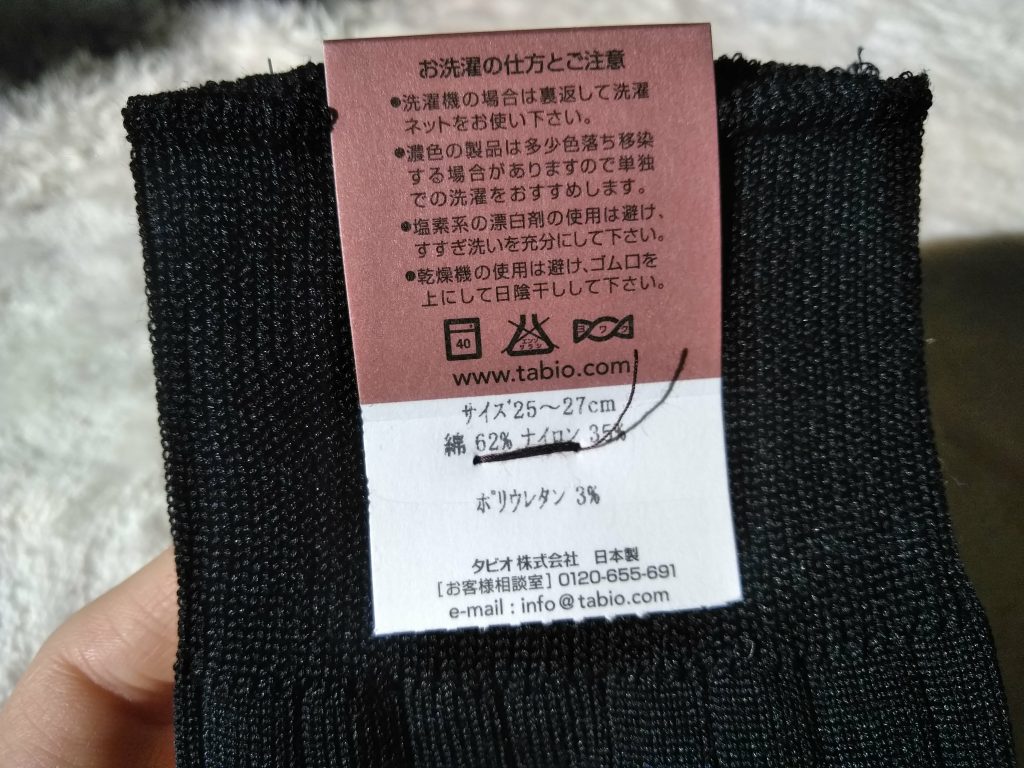 お洗濯の仕方とご注意
●洗濯機の場合は裏返して洗濯
ネットをお使い下さい。
●濃色の製品は多少色落ち移染
する場合がありますので単独
での洗濯をおすすめします。
●塩素系の漂白剤の使用は避け、
すすぎ洗いを充分にして下さい。
●乾燥機の使用は避け、ゴム口を
上にして日陰干しして下さい。
40 エンソ サラシ ヨワク
www.tabio.com
サイズ25～27cm
綿 62% ナイロン 35%
ポリウレタン 3%
タビオ株式会社 日本製
[お客様相談室] 0120-655-691
e-mail : info@tabio.com